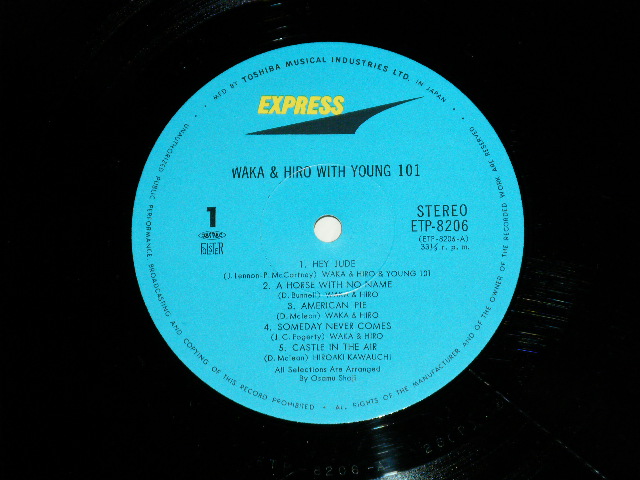 MFD BY TOSHIBA MUSICAL INDUSTRIES LTD. IN JAPAN
EXPRESS
WAKA & HIRO WITH YOUNG 101
1
STEREO
ETP-8206
(ETP-8206-A)
33⅓ r. p. m.
1. HEY JUDE
(J. Lennon-P. McCartney) WAKA & HIRO & YOUNG 101
2. A HORSE WITH NO NAME
(D. Bunnell) WAKA & HIRO
3. AMERICAN PIE
(D. Mclean) WAKA & HIRO
4. SOMEDAY NEVER COMES
(J. C. Fogerty) WAKA & HIRO
5. CASTLE IN THE AIR
(D. Mclean) HIROAKI KAWAUCHI
All Selections Are Arranged
By Osamu Shoji
UNAUTHORIZED PUBLIC PERFORMANCE BROADCASTING AND COPYING OF THIS RECORD PROHIBITED • ALL RIGHTS OF THE MANUFACTURER AND OF THE OWNER OF THE RECORDED WORK ARE RESERVED